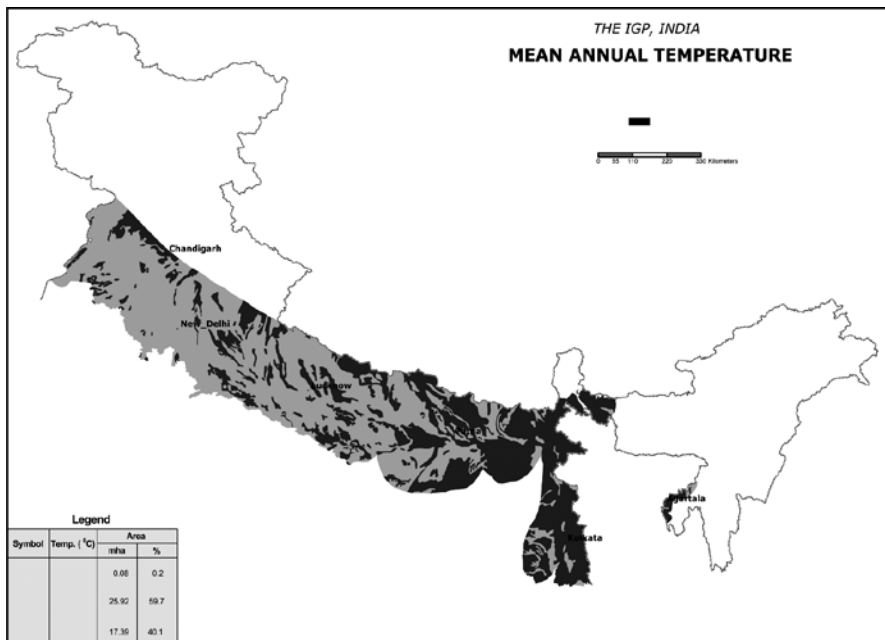 THE IGP, INDIA
MEAN ANNUAL TEMPERATURE
0 55 110 220 330 Kilometers
Chandigarh
New_Delhi
Kolkata
Legend
Symbol Temp. (°C) Area
mha %
0.08 0.2
25.92 59.7
17.39 40.1